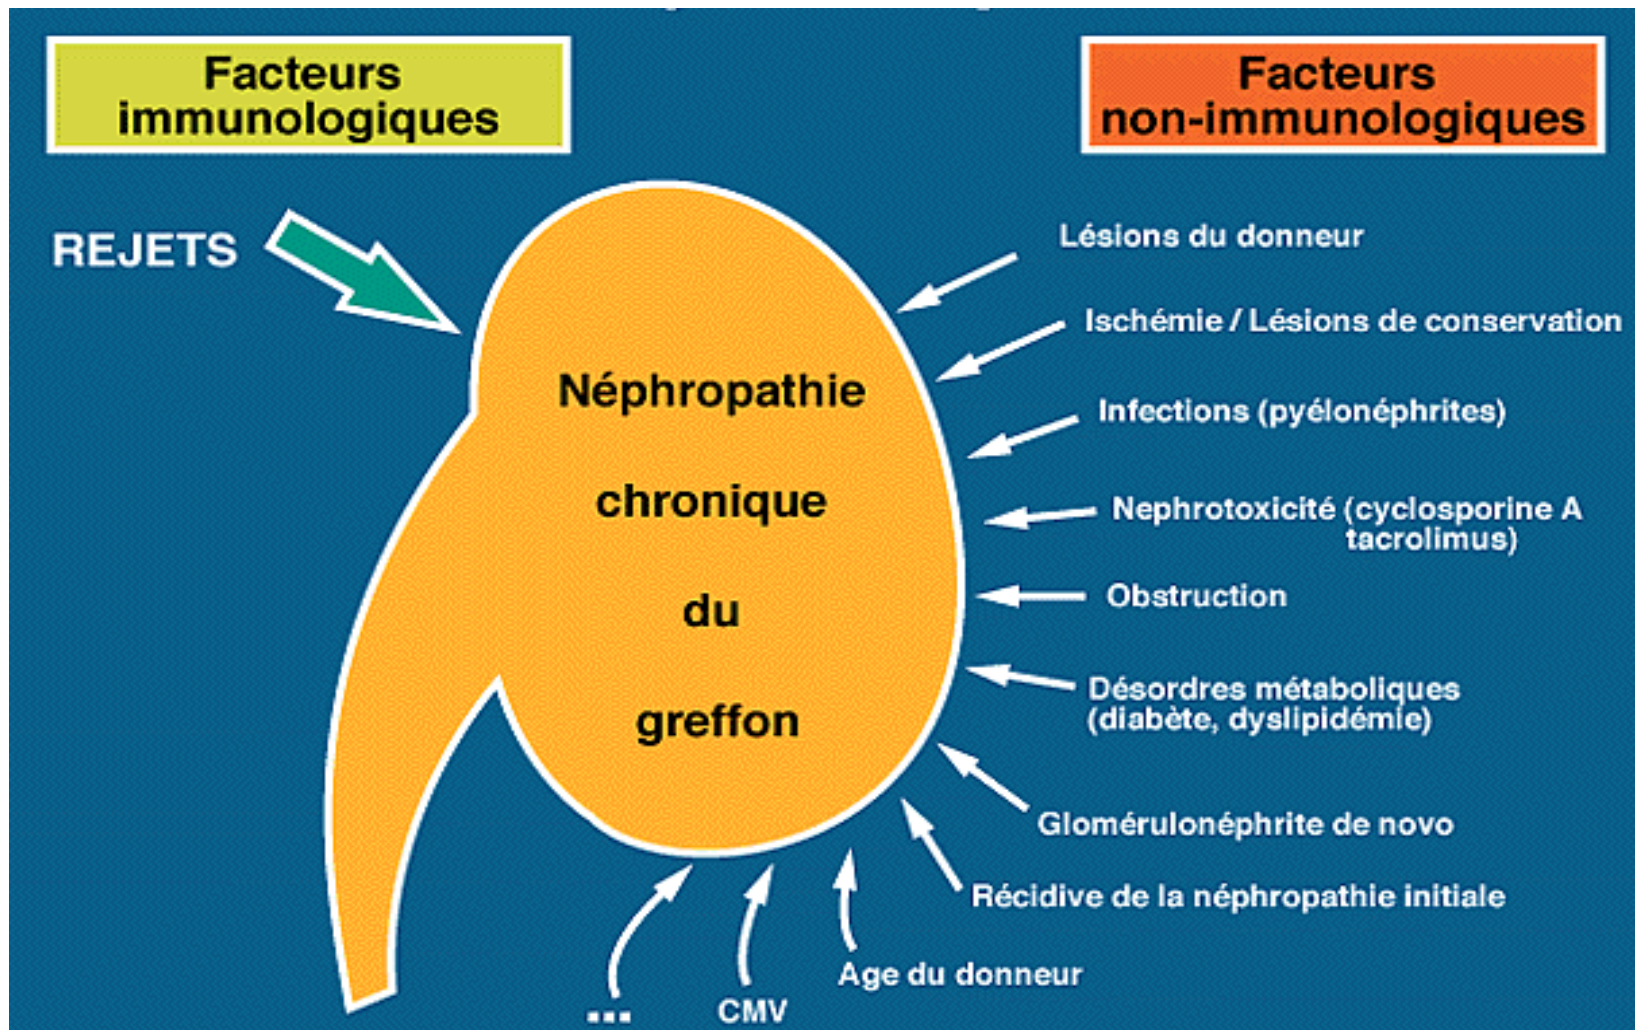 Facteurs
immunologiques
Facteurs
non-immunologiques
REJETS
Lésions du donneur
Ischémie / Lésions de conservation
Infections (pyélonéphrites)
Nephrotoxicité (cyclosporine A
tacrolimus)
Obstruction
Désordres métaboliques
(diabète, dyslipidémie)
Glomérulonéphrite de novo
Récidive de la néphropathie initiale
Age du donneur
CMV
...
Néphropathie
chronique
du
greffon